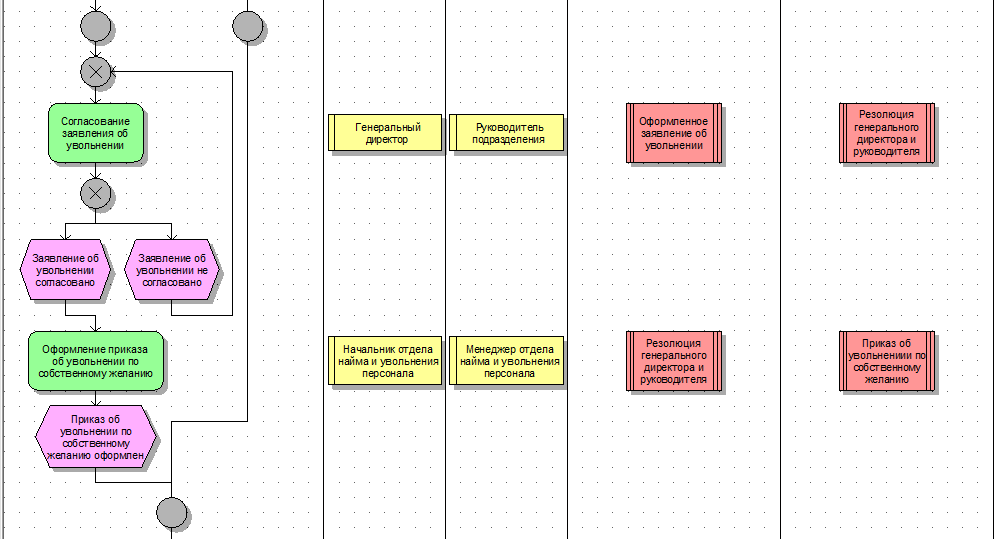 Согласование
заявления об
увольнении
Генеральный
директор
Руководитель
подразделения
Оформленное
заявление об
увольнении
Резолюция
генерального
директора и
руководителя
Заявление об
увольнении
согласовано
Заявление об
увольнении не
согласовано
Оформление приказа
об увольнении по
собственному желанию
Начальник отдела
найма и увольнения
персонала
Менеджер отдела
найма и увольнения
персонала
Резолюция
генерального
директора и
руководителя
Приказ об
увольнениии по
собственному
желанию
Приказ об
увольнении по
собственному
желанию оформлен